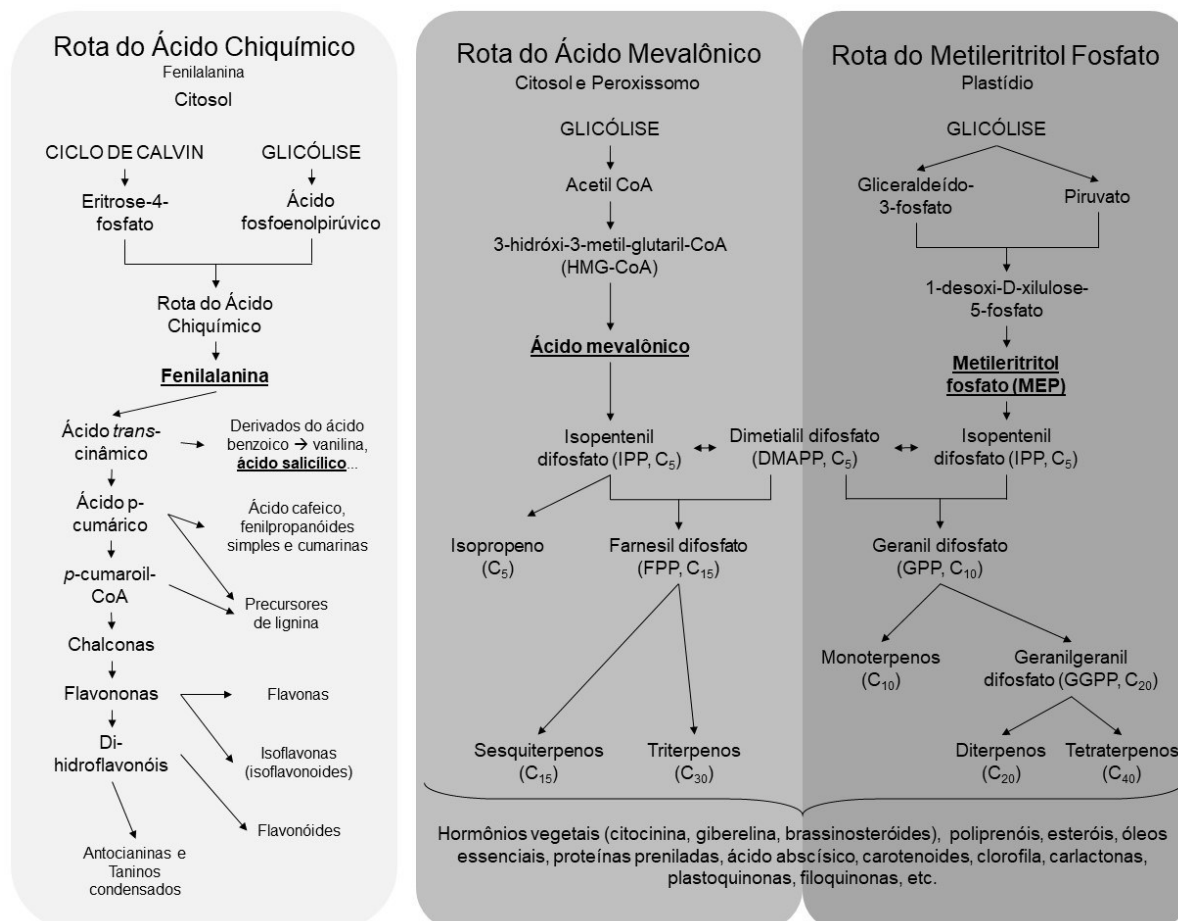 Rota do Ácido Chiquímico
Fenilalanina
Citosol
CICLO DE CALVIN
GLICÓLISE
Eritrose-4-
fosfato
Ácido
fosfoenolpirúvico
Rota do Ácido
Chiquímico
Fenilalanina
Ácido trans-
cinâmico
Derivados do ácido
benzoico → vanilina,
ácido salicílico...
Ácido p-
cumárico
Ácido cafeico,
fenilpropanóides
simples e cumarinas
p-cumaroil-
CoA
Precursores
de lignina
Chalconas
Flavononas
Flavonas
Di-
hidroflavonóis
Isoflavonas
(isoflavonoides)
Flavonóides
Antocianinas e
Taninos
condensados
Rota do Ácido Mevalônico
Citosol e Peroxissomo
GLICÓLISE
Acetil CoA
3-hidróxi-3-metil-glutaril-CoA
(HMG-CoA)
Ácido mevalônico
Isopentenil
difosfato (IPP, C₅)
Dimetialil difosfato
(DMAPP, C₅)
Isopropeno
(C₅)
Farnesil difosfato
(FPP, C₁₅)
Sesquiterpenos
(C₁₅)
Triterpenos
(C₃₀)
Rota do Metileritritol Fosfato
Plastídio
GLICÓLISE
Gliceraldeído-
3-fosfato
Piruvato
1-desoxi-D-xilulose-
5-fosfato
Metileritritol
fosfato (MEP)
Isopentenil
difosfato (IPP, C₅)
Geranil difosfato
(GPP, C₁₀)
Monoterpenos
(C₁₀)
Geranilgeranil
difosfato (GGPP, C₂₀)
Diterpenos
(C₂₀)
Tetraterpenos
(C₄₀)
Hormônios vegetais (citocinina, giberelina, brassinosteróides), poliprenóis, esteróis, óleos
essenciais, proteínas preniladas, ácido abscísico, carotenoides, clorofila, carlactonas,
plastoquinonas, filoquinonas, etc.